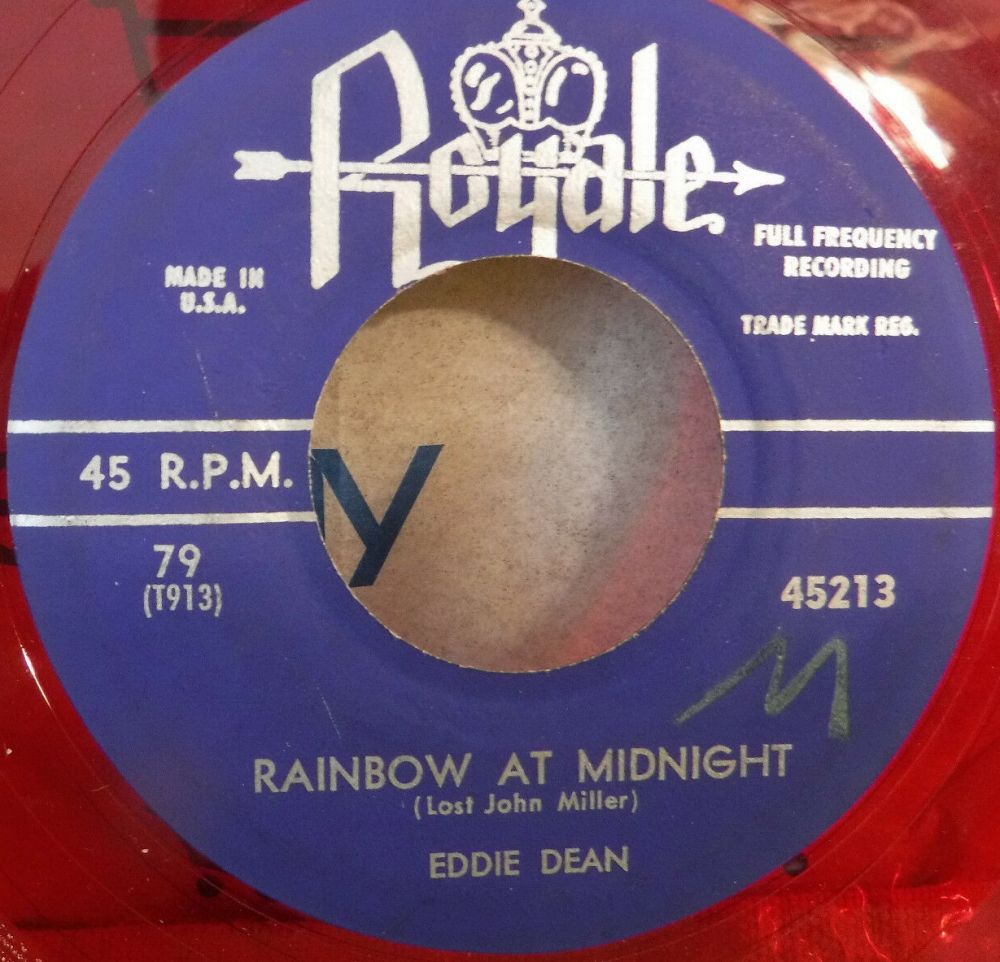 Royale
FULL FREQUENCY
RECORDING
MADE IN
U.S.A.
TRADE MARK REG.
45 R.P.M.
y
79
(T913)
45213
M
RAINBOW AT MIDNIGHT
(Lost John Miller)
EDDIE DEAN